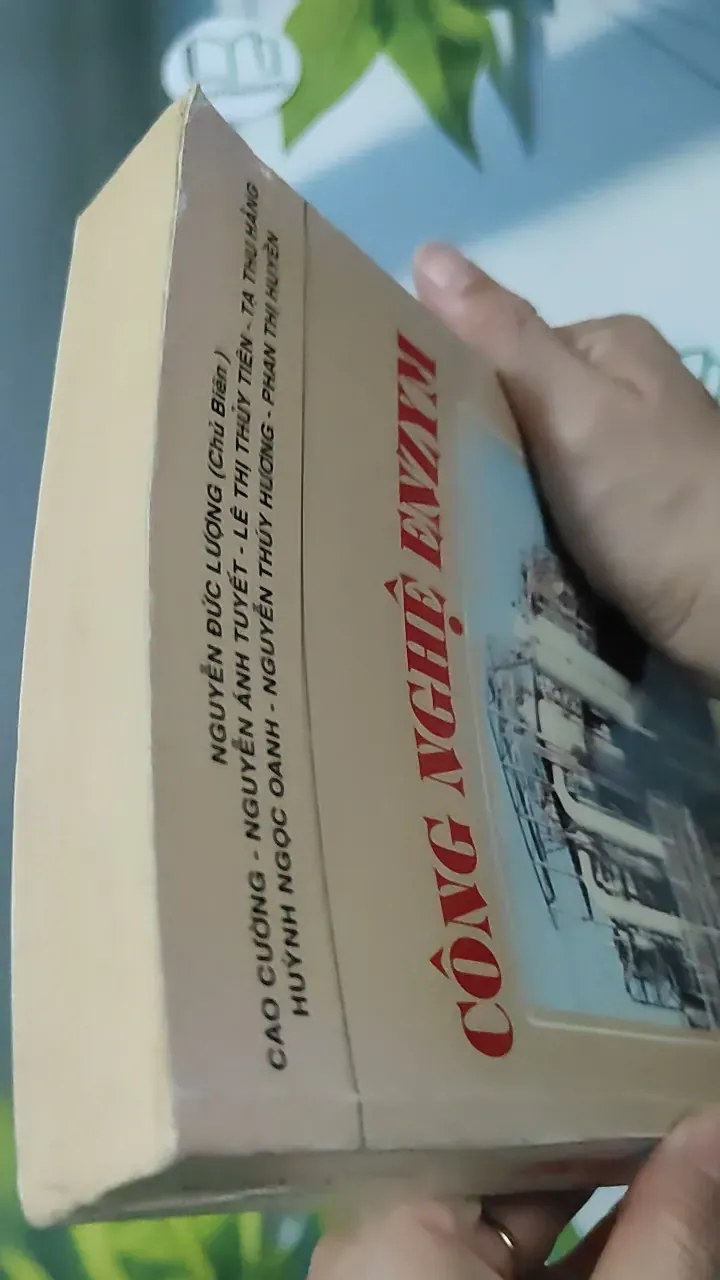 NGUYỄN ĐỨC LƯỢNG (Chủ Biên )
CAO CƯỜNG - NGUYỄN ÁNH TUYẾT - LÊ THỊ THỦY TIÊN - TẠ THU HẰNG
HUỲNH NGỌC OANH - NGUYỄN THÚY HƯƠNG - PHAN THỊ HUYỀN
CÔNG NGHỆ ENZYM